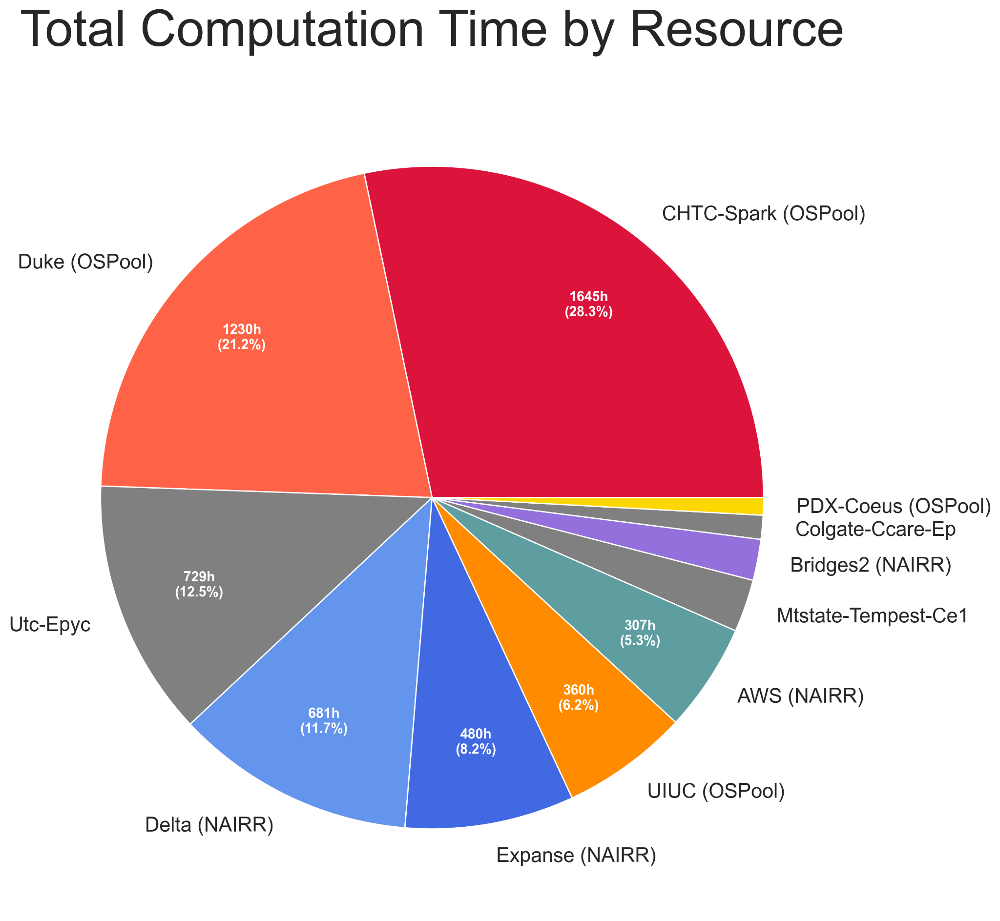 Total Computation Time by Resource
CHTC-Spark (OSPool)
1645h
(28.3%)
Duke (OSPool)
1230h
(21.2%)
Utc-Epyc
729h
(12.5%)
Delta (NAIRR)
681h
(11.7%)
Expanse (NAIRR)
480h
(8.2%)
UIUC (OSPool)
360h
(6.2%)
AWS (NAIRR)
307h
(5.3%)
Mtstate-Tempest-Ce1
Bridges2 (NAIRR)
Colgate-Ccare-Ep
PDX-Coeus (OSPool)